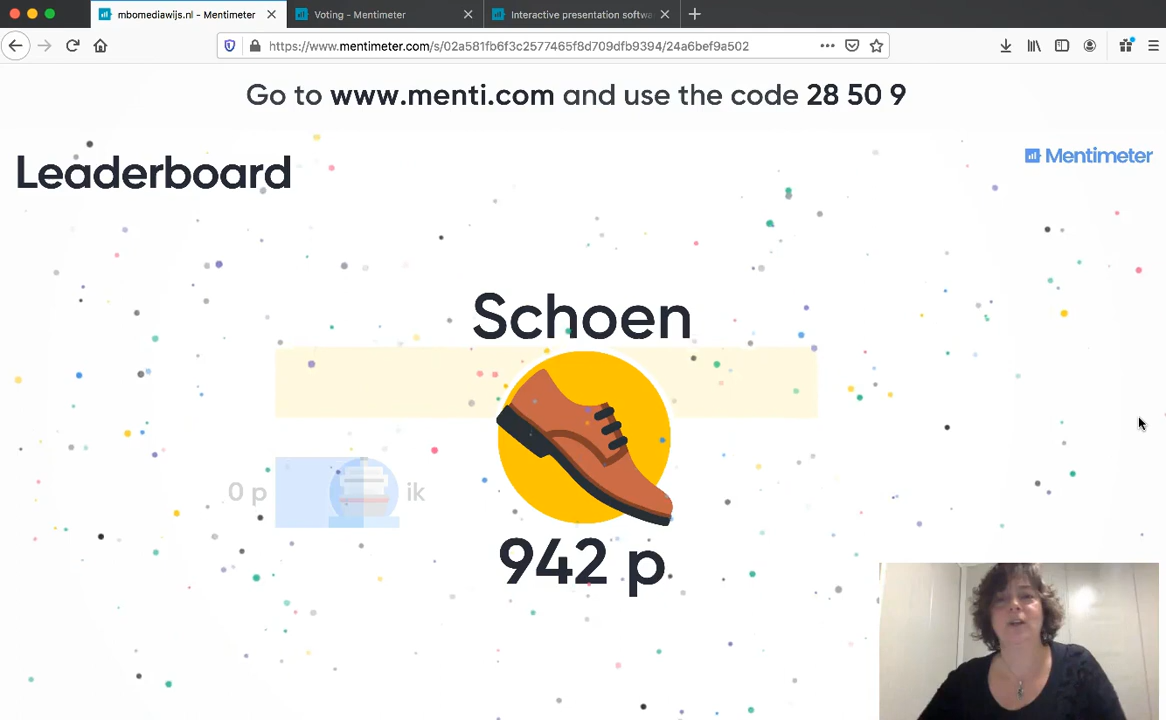 mbomediawijs.nl - Mentimeter
Voting - Mentimeter
Interactive presentation softwa
https://www.mentimeter.com/s/02a581fb6f3c2577465f8d709dfb9394/24a6bef9a502
Go to www.menti.com and use the code 28 50 9
Leaderboard
Mentimeter
Schoen
0 p
ik
942 p